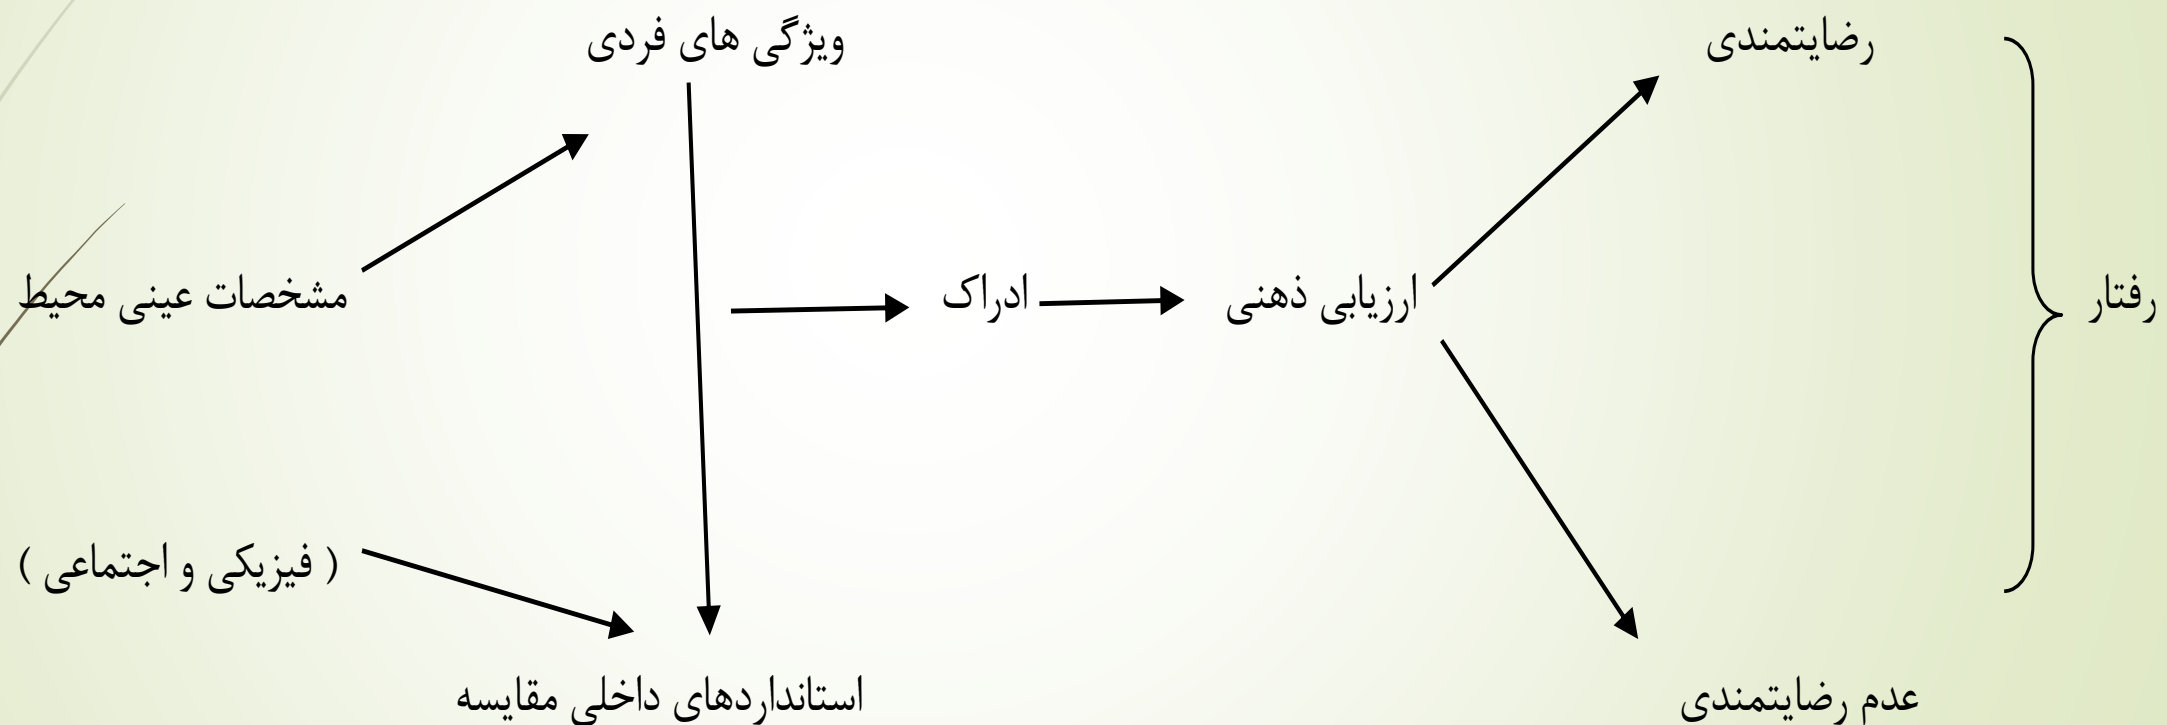 ویژگی های فردی
رضایتمندی
مشخصات عینی محیط
ادراک
ارزیابی ذهنی
رفتار
( فیزیکی و اجتماعی )
استانداردهای داخلی مقایسه
عدم رضایتمندی